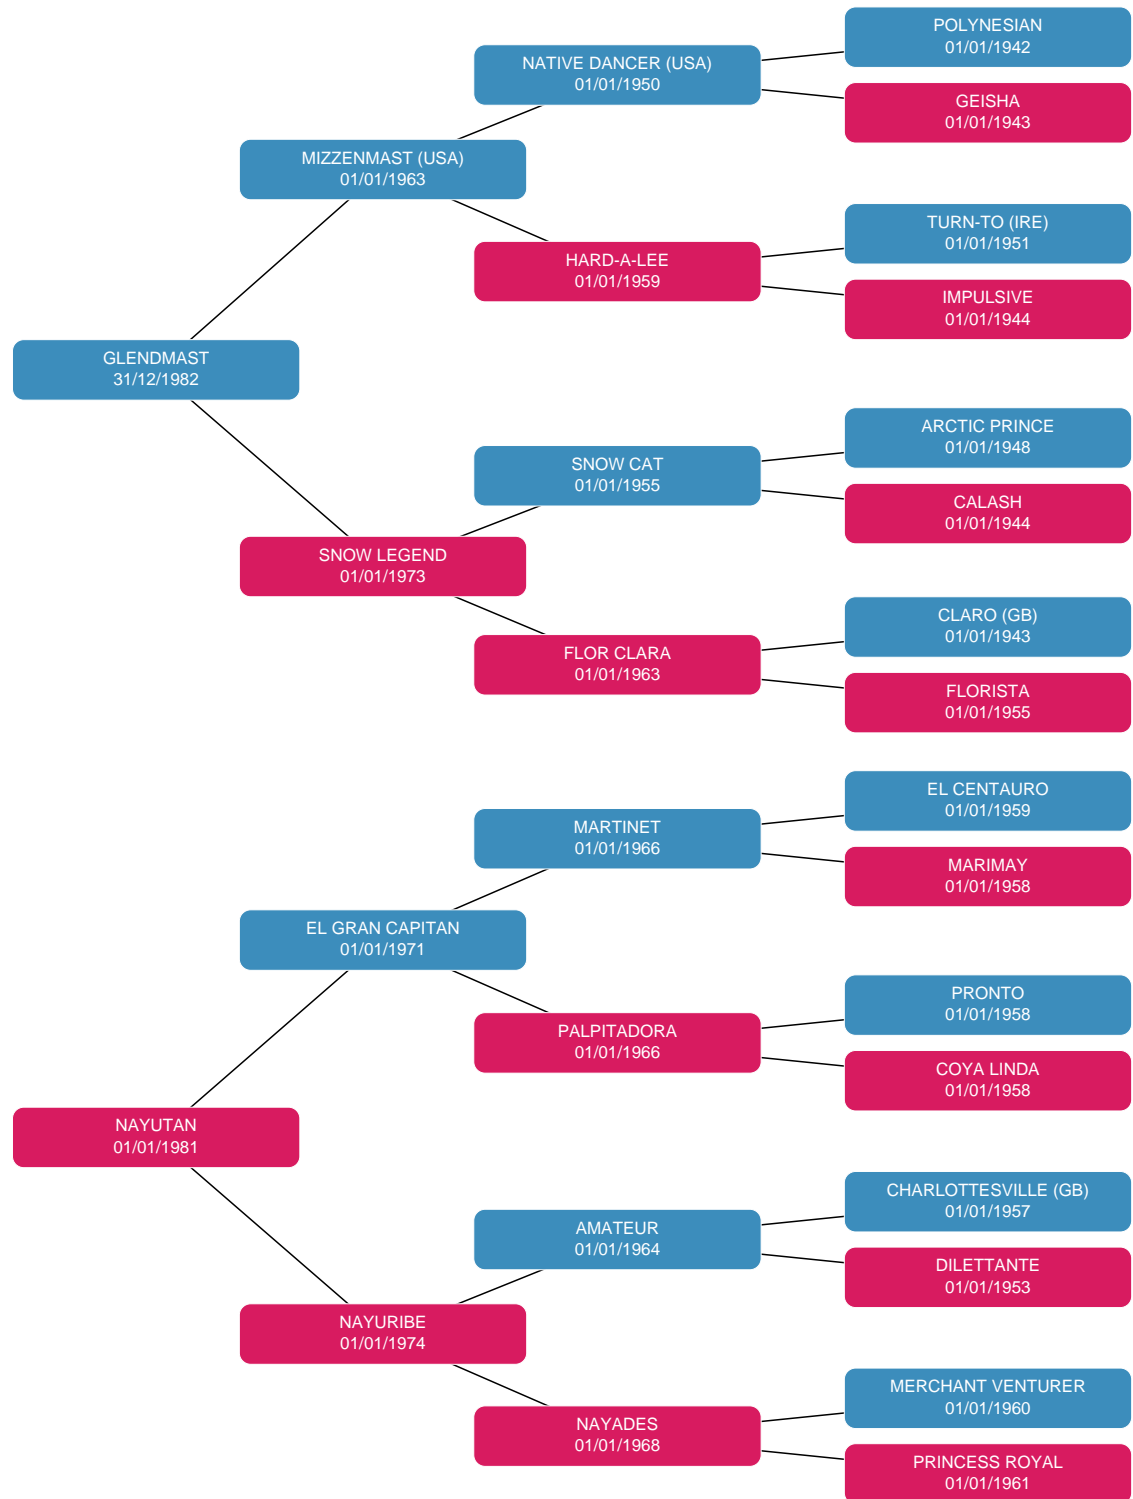 POLYNESIAN
01/01/1942
NATIVE DANCER (USA)
01/01/1950
GEISHA
01/01/1943
MIZZENMAST (USA)
01/01/1963
TURN-TO (IRE)
01/01/1951
HARD-A-LEE
01/01/1959
IMPULSIVE
01/01/1944
GLENDMAST
31/12/1982
ARCTIC PRINCE
01/01/1948
SNOW CAT
01/01/1955
CALASH
01/01/1944
SNOW LEGEND
01/01/1973
CLARO (GB)
01/01/1943
FLOR CLARA
01/01/1963
FLORISTA
01/01/1955
EL CENTAURO
01/01/1959
MARTINET
01/01/1966
MARIMAY
01/01/1958
EL GRAN CAPITAN
01/01/1971
PRONTO
01/01/1958
PALPITADORA
01/01/1966
COYA LINDA
01/01/1958
NAYUTAN
01/01/1981
CHARLOTTESVILLE (GB)
01/01/1957
AMATEUR
01/01/1964
DILETTANTE
01/01/1953
NAYURIBE
01/01/1974
MERCHANT VENTURER
01/01/1960
NAYADES
01/01/1968
PRINCESS ROYAL
01/01/1961